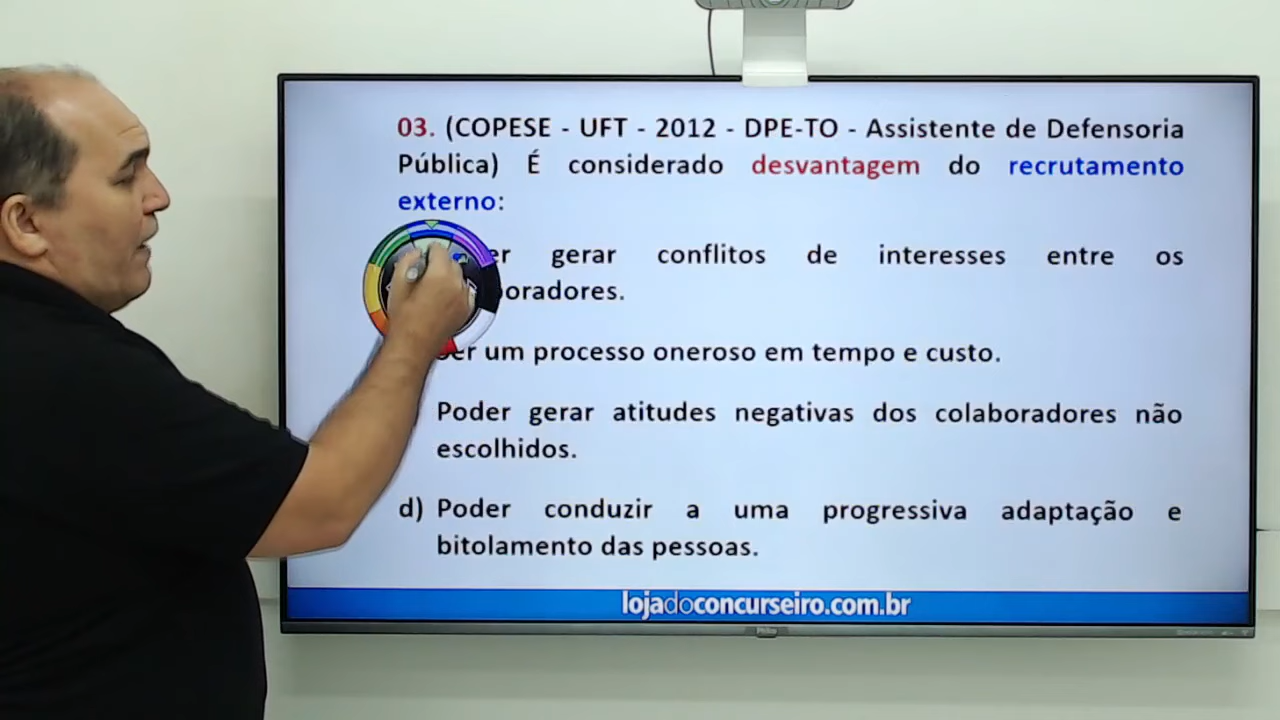 03. (COPESE - UFT - 2012 - DPE-TO - Assistente de Defensoria
Pública) É considerado desvantagem do recrutamento
externo:
gerar conflitos de interesses entre os
um processo oneroso em tempo e custo.
Poder gerar atitudes negativas dos colaboradores não
escolhidos.
d) Poder conduzir a uma progressiva adaptação e
bitolamento das pessoas.
lojadoconcurseiro.com.br
Philco